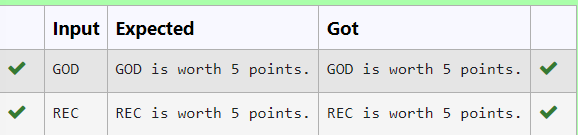 Input Expected Got
GOD GOD is worth 5 points. GOD is worth 5 points.
REC REC is worth 5 points. REC is worth 5 points.